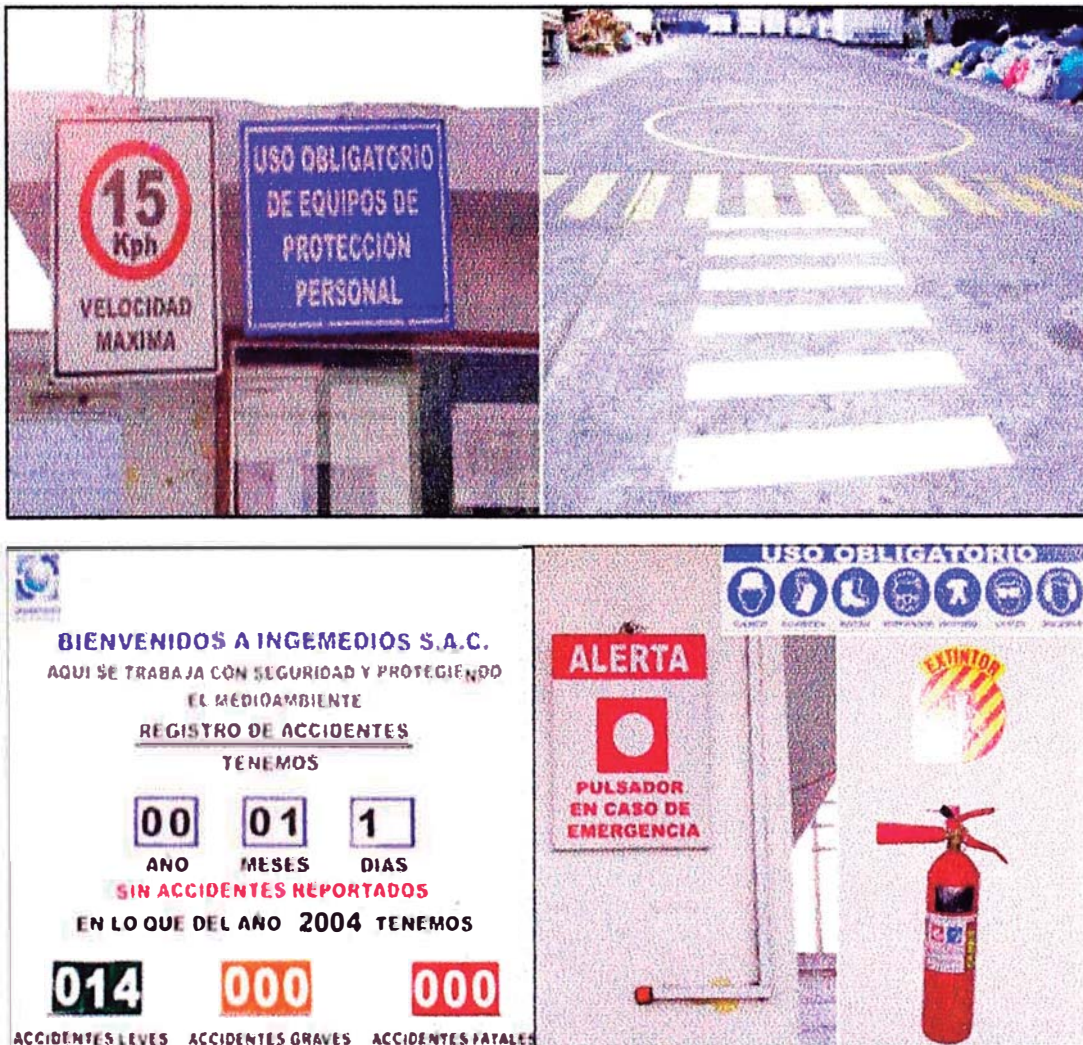 15
Kph
VELOCIDAD
MAXIMA
USO OBLIGATORIO
DE EQUIPOS DE
PROTECCION
PERSONAL
BIENVENIDOS A INGEMEDIOS S.A.C.
AQUI SE TRABAJA CON SEGURIDAD Y PROTEGIENDO
EL MEDIOAMBIENTE
REGISTRO DE ACCIDENTES
TENEMOS
00 01 1
ANO MESES DIAS
SIN ACCIDENTES REPORTADOS
EN LO QUE DEL AÑO 2004 TENEMOS
014 000 000
ACCIDENTES LEVES ACCIDENTES GRAVES ACCIDENTES FATALES
USO OBLIGATORIO
ALERTA
PULSADOR
EN CASO DE
EMERGENCIA
EXTINTOR